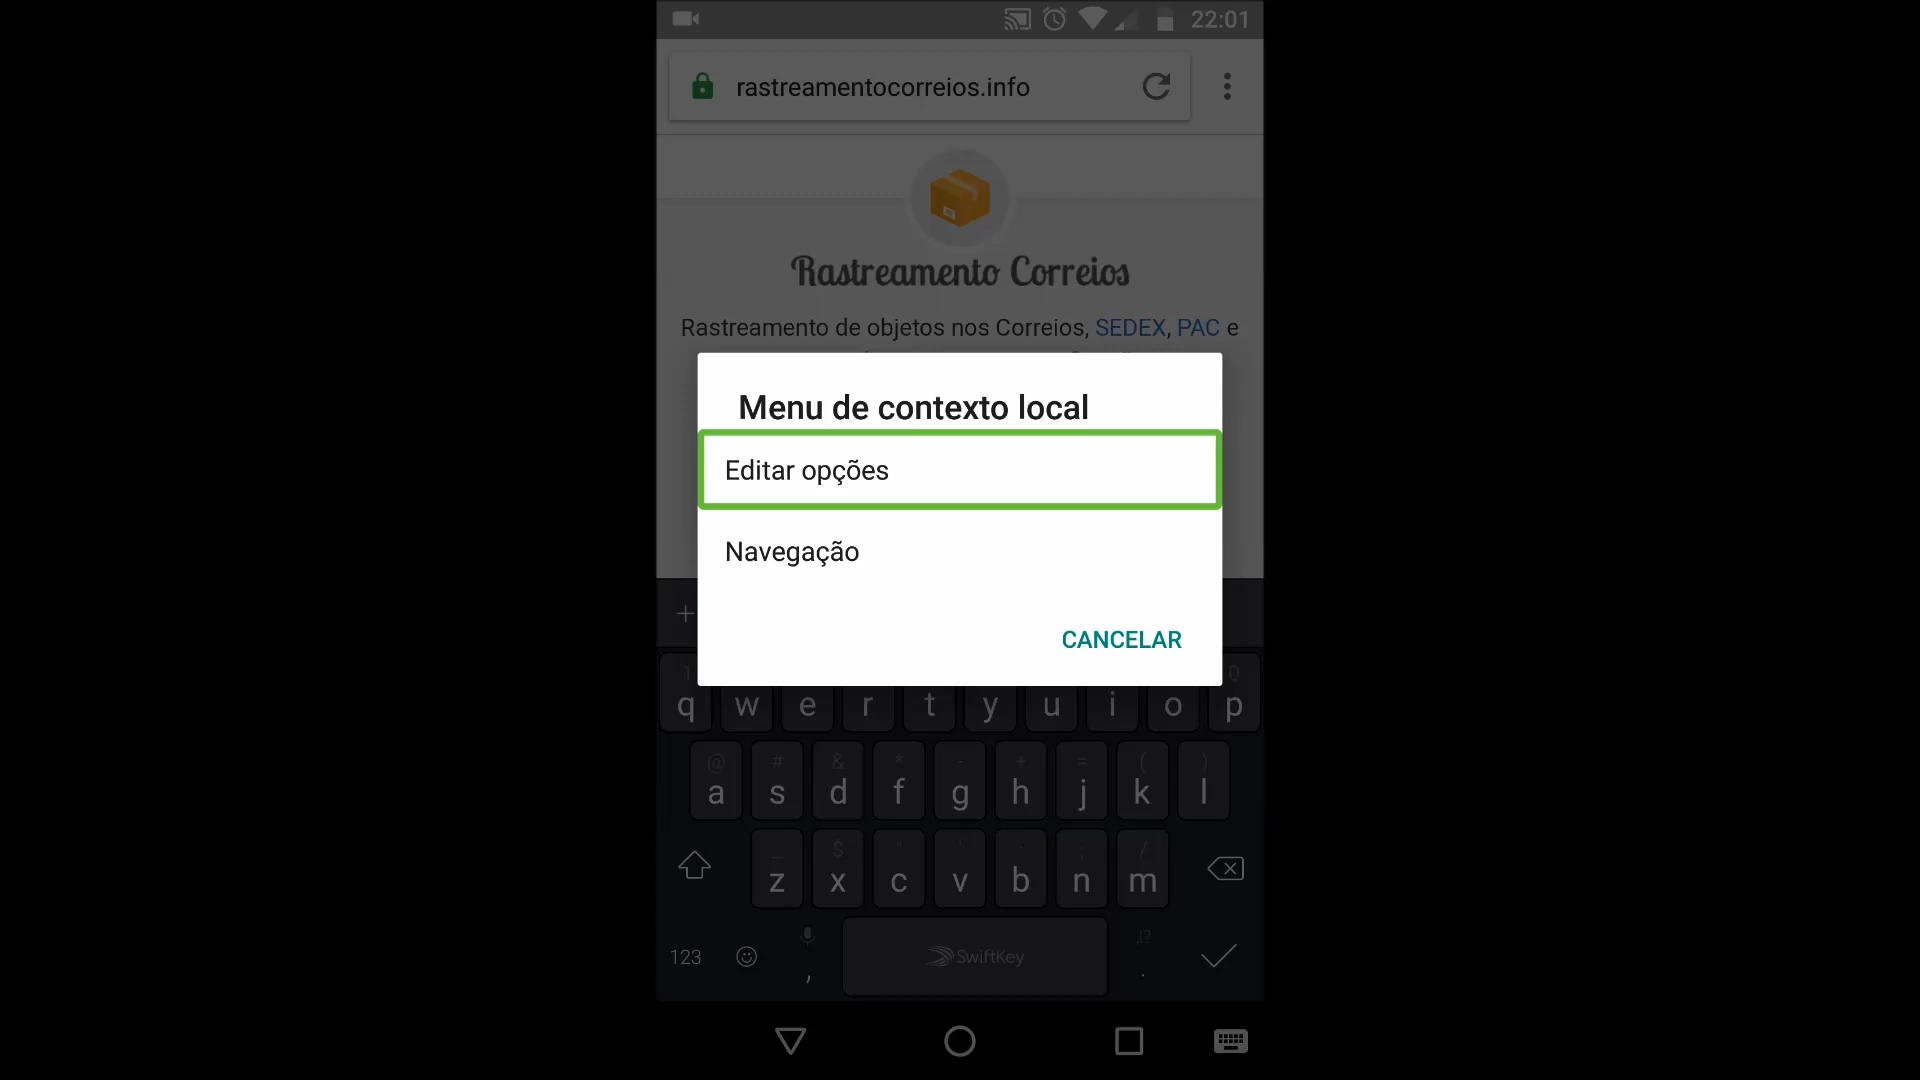 22:01
rastreamentocorreios.info
Rastreamento Correios
Rastreamento de objetos nos Correios, SEDEX, PAC e
Menu de contexto local
Editar opções
Navegação
CANCELAR
+
q w e r t y u i o p
@ # & * - + = ( )
a s d f g h j k l
_ $ " ' : ; /
z x c v b n m
123 , SwiftKey ,!? .